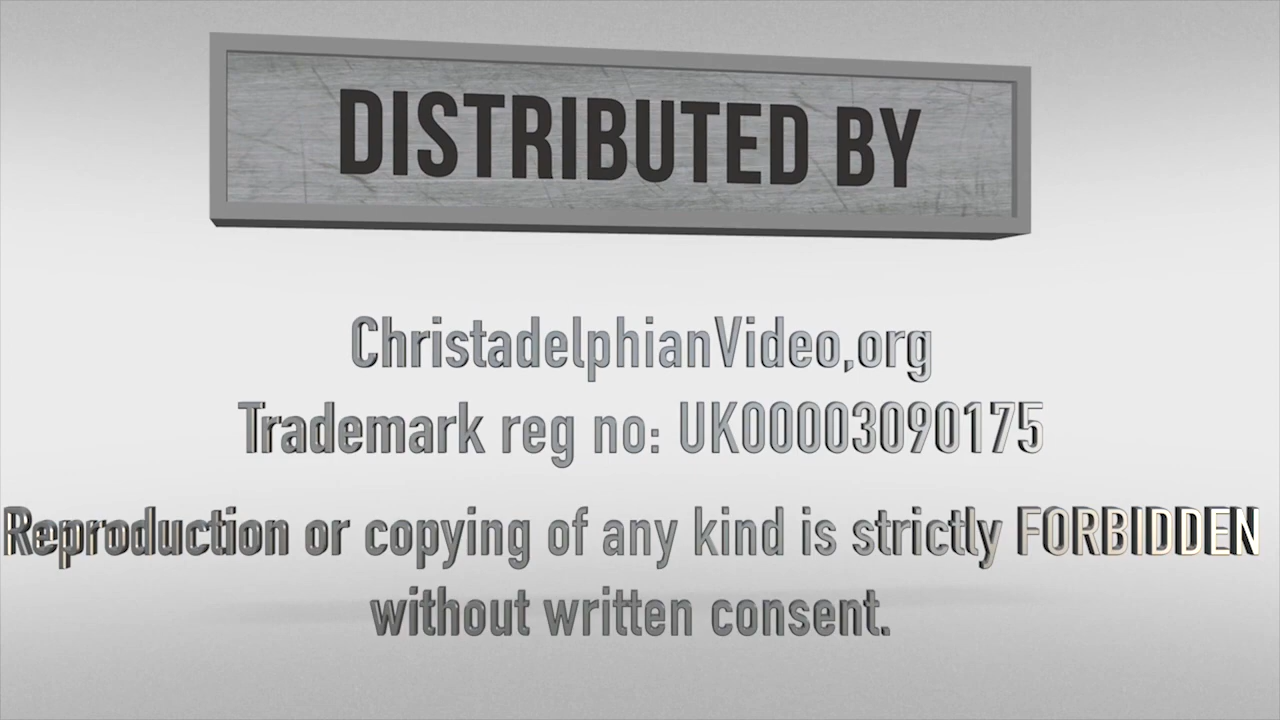 DISTRIBUTED BY
ChristadelphianVideo,org
Trademark reg no: UK00003090175
Reproduction or copying of any kind is strictly FORBIDDEN
without written consent.